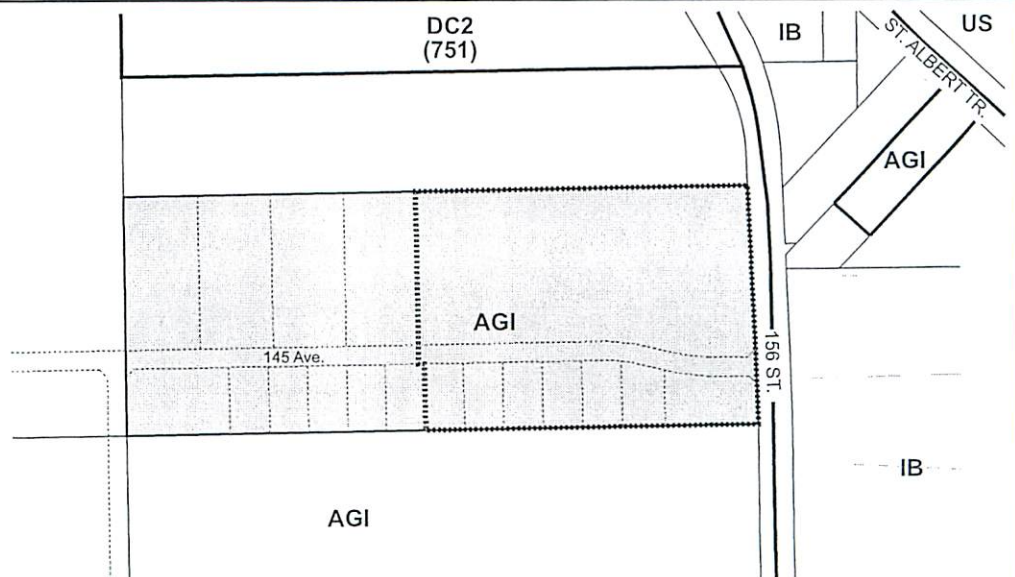 DC2
(751)
IB
US
ST. ALBERT TR.
AGI
AGI
145 Ave.
156 ST.
IB
AGI